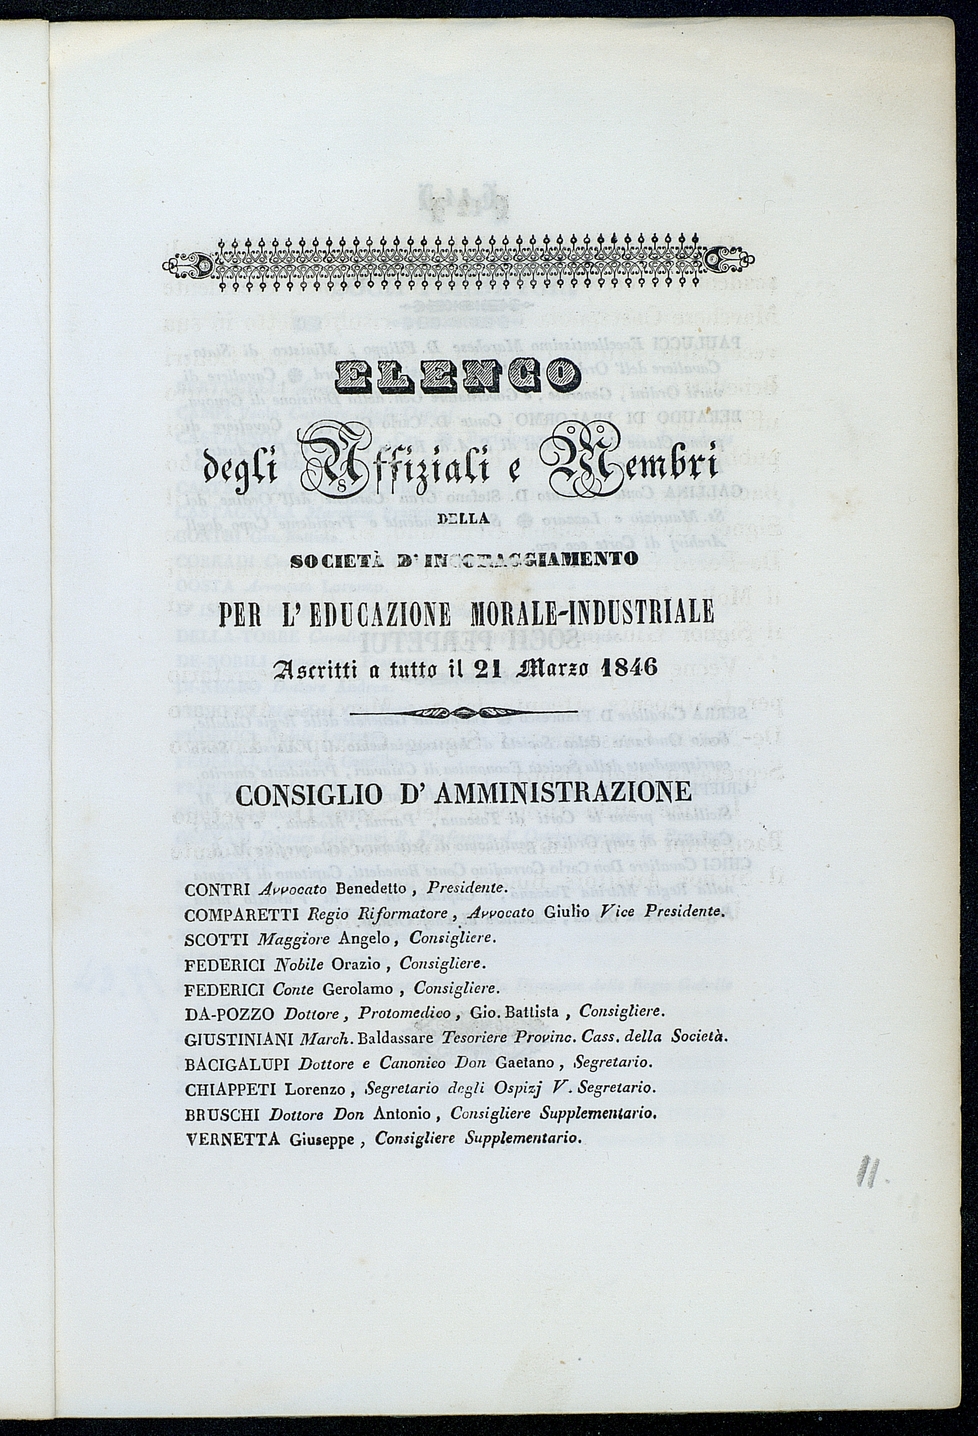 ELENCO
degli Uffiziali e Membri
DELLA
SOCIETÀ D'INCORAGGIAMENTO
PER L'EDUCAZIONE MORALE-INDUSTRIALE
Ascritti a tutto il 21 Marzo 1846
CONSIGLIO D'AMMINISTRAZIONE
CONTRI Avvocato Benedetto, Presidente.
COMPARETTI Regio Riformatore, Avvocato Giulio Vice Presidente.
SCOTTI Maggiore Angelo, Consigliere.
FEDERICI Nobile Orazio, Consigliere.
FEDERICI Conte Gerolamo, Consigliere.
DA-POZZO Dottore, Protomedico, Gio. Battista, Consigliere.
GIUSTINIANI March. Baldassare Tesoriere Provinc. Cass. della Società.
BACIGALUPI Dottore e Canonico Don Gaetano, Segretario.
CHIAPPETI Lorenzo, Segretario degli Ospizj V. Segretario.
BRUSCHI Dottore Don Antonio, Consigliere Supplementario.
VERNETTA Giuseppe, Consigliere Supplementario.
11.